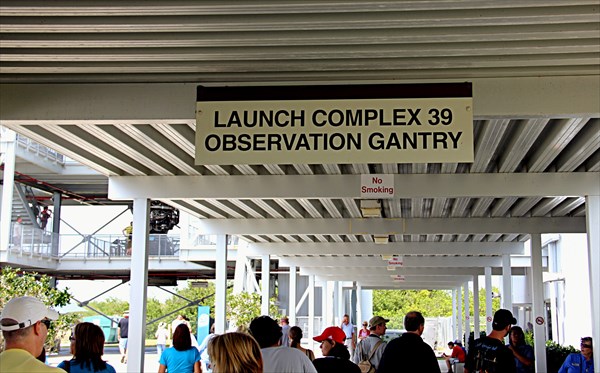 LAUNCH COMPLEX 39
OBSERVATION GANTRY
No
Smoking